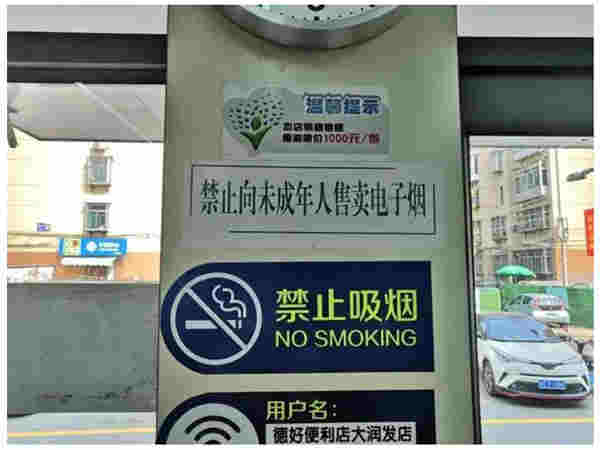 温馨提示
禁止向未成年人售卖电子烟
禁止吸烟
NO SMOKING
用户名：
德好便利店大润发店